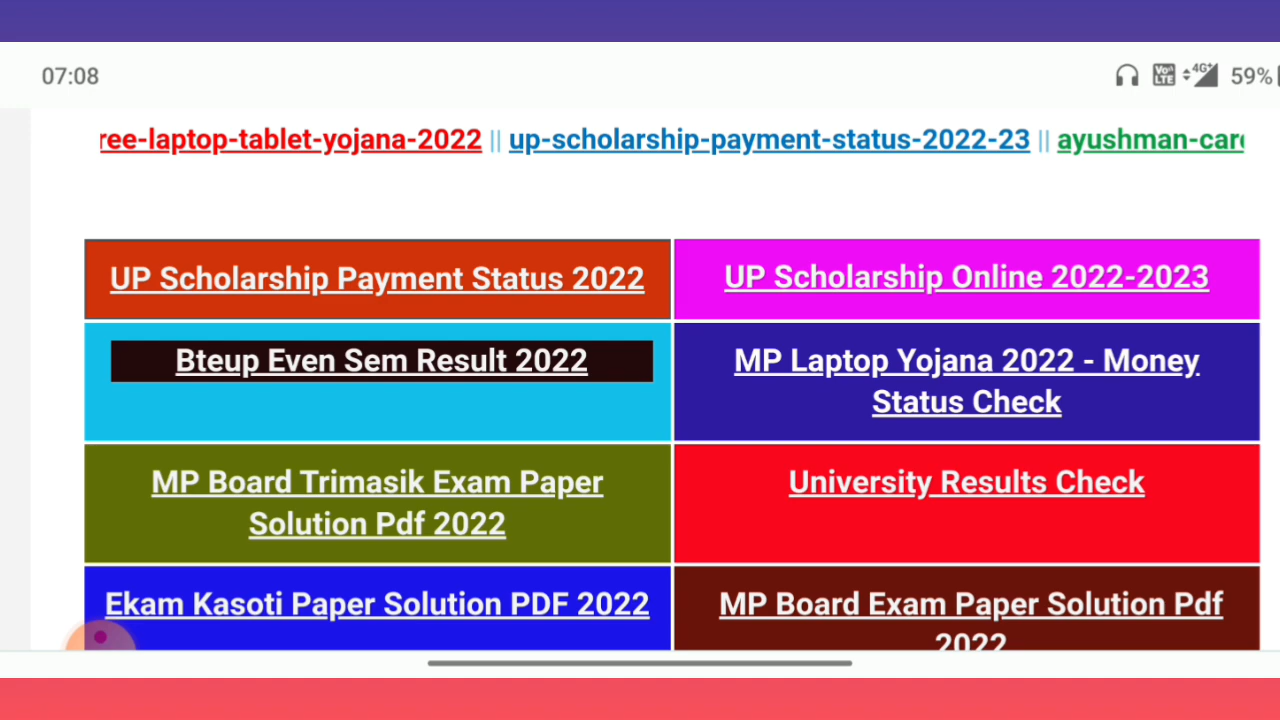 07:08
Vo LTE 4G+ 59%
ree-laptop-tablet-yojana-2022 || up-scholarship-payment-status-2022-23 || ayushman-car
UP Scholarship Payment Status 2022
UP Scholarship Online 2022-2023
Bteup Even Sem Result 2022
MP Laptop Yojana 2022 - Money
Status Check
MP Board Trimasik Exam Paper
Solution Pdf 2022
University Results Check
Ekam Kasoti Paper Solution PDF 2022
MP Board Exam Paper Solution Pdf
2022